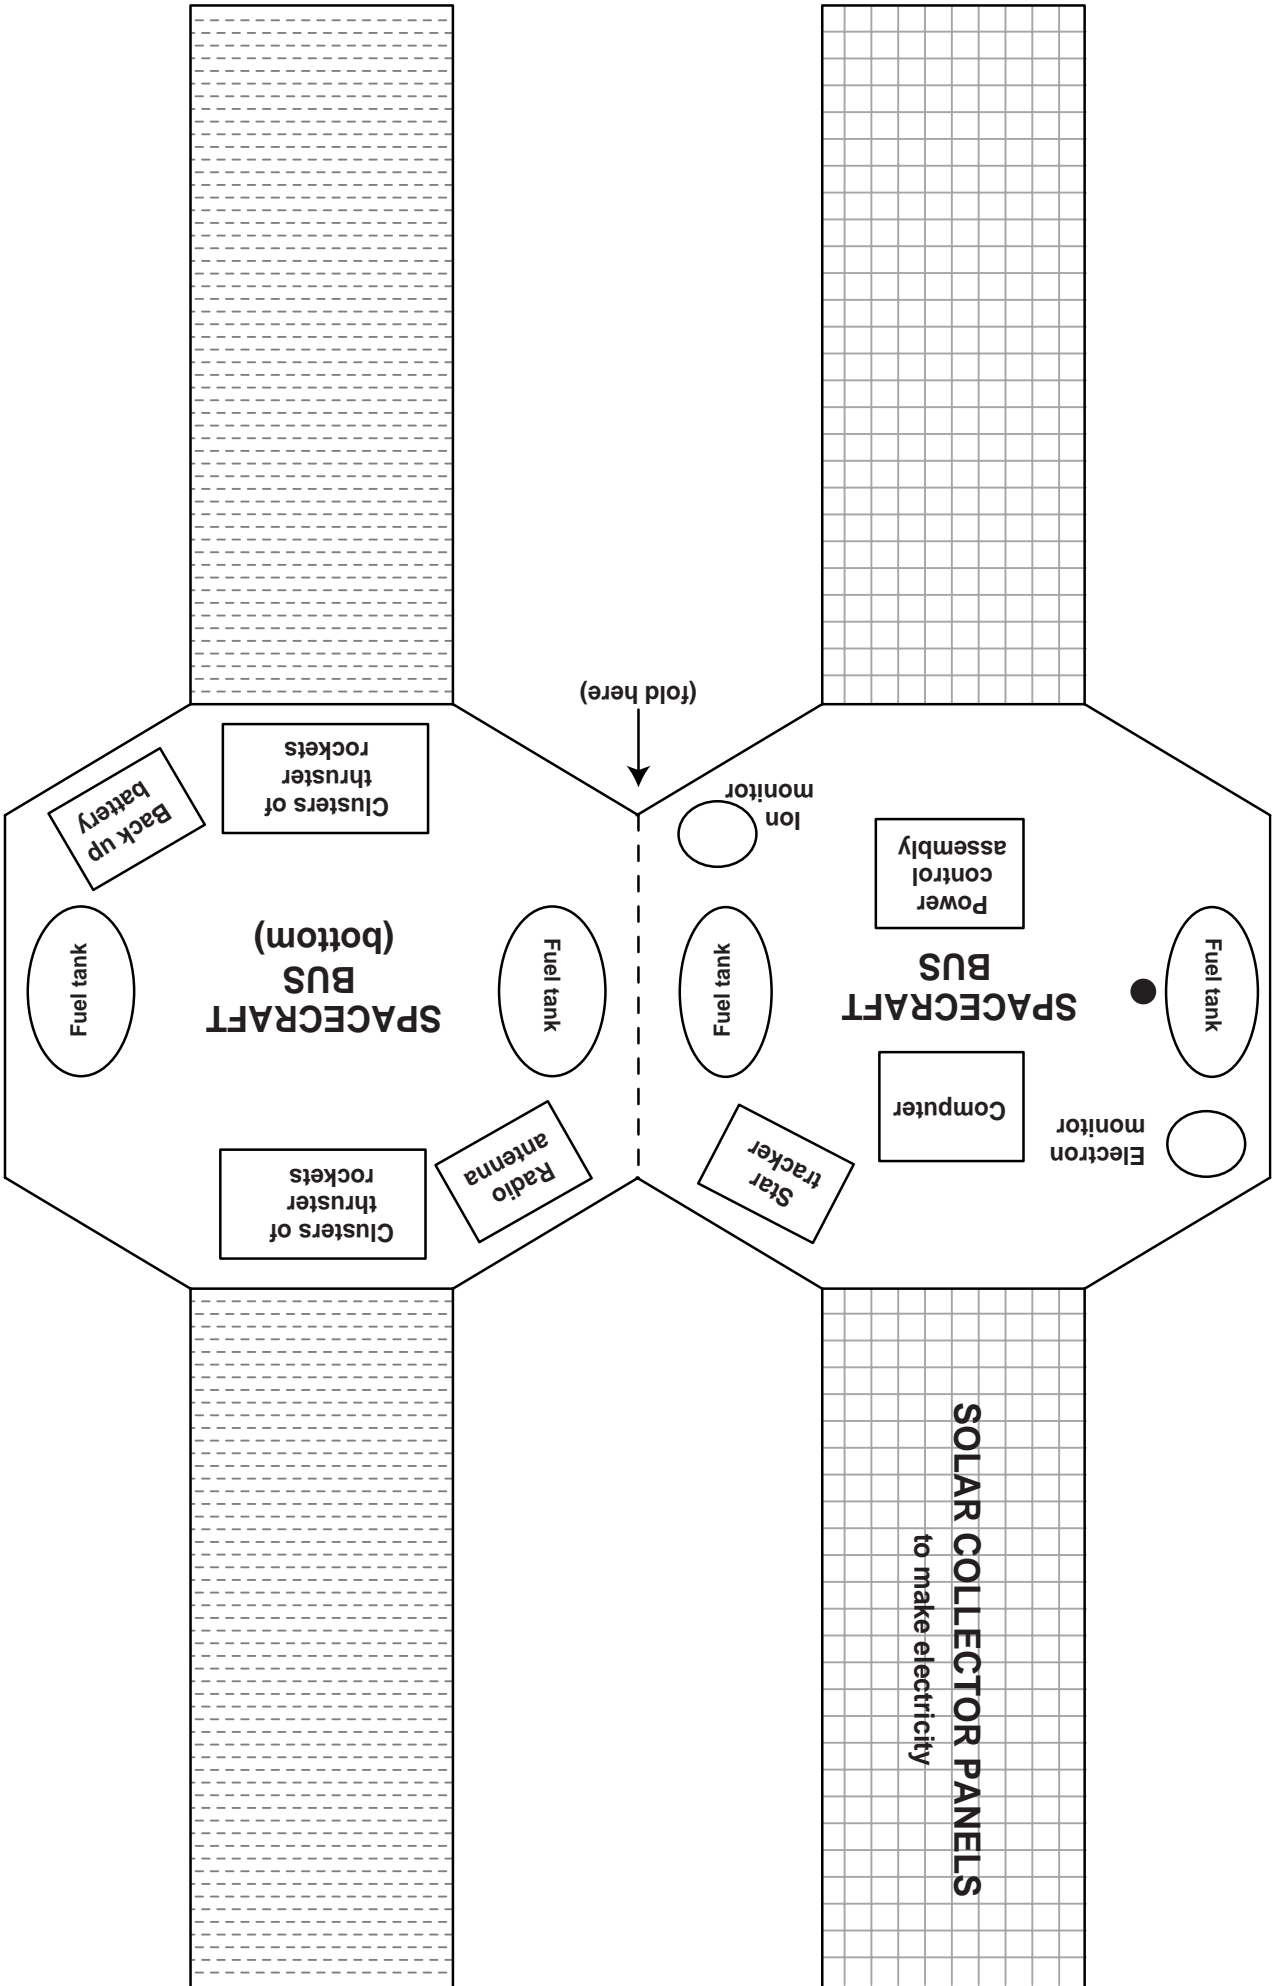 SOLAR COLLECTOR PANELS
to make electricity
Electron
monitor
Computer
Star
tracker
Fuel tank
SPACECRAFT
BUS
Fuel tank
Power
control
assembly
Ion
monitor
(fold here)
Clusters of
thruster
rockets
Radio
antenna
Fuel tank
SPACECRAFT
BUS
(bottom)
Fuel tank
Clusters of
thruster
rockets
Back up
battery